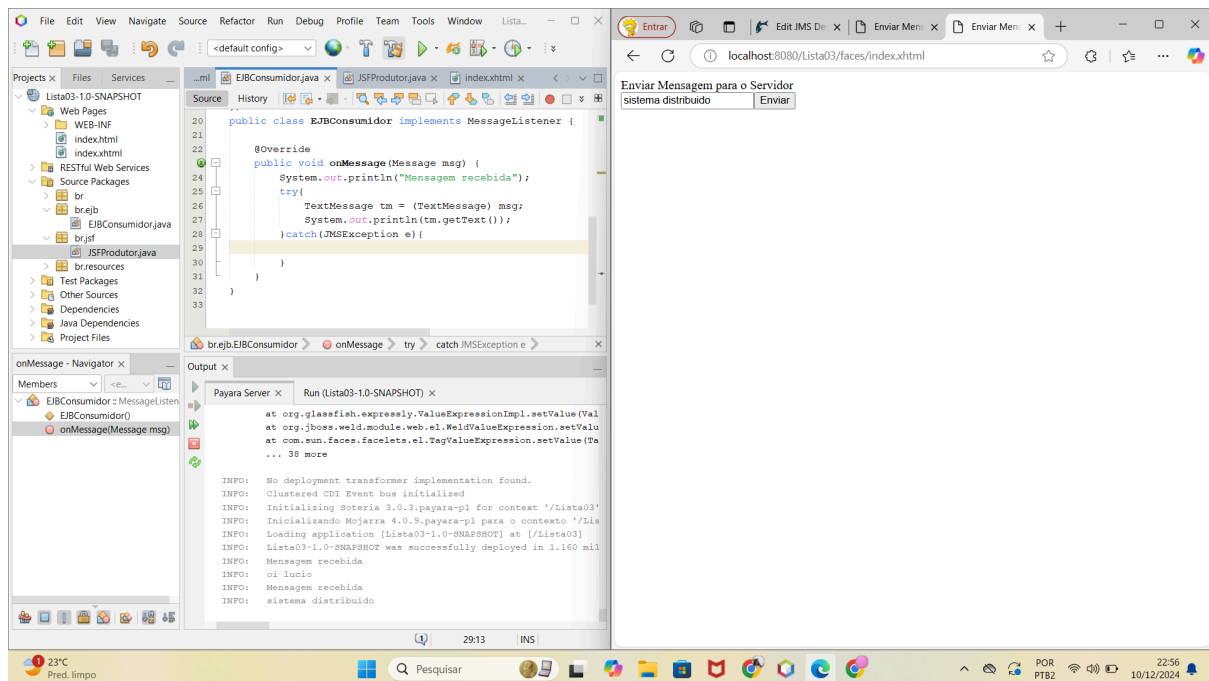 File Edit View Navigate Source Refactor Run Debug Profile Team Tools Window Lista...
<default config>
Projects Files Services
Lista03-1.0-SNAPSHOT
Web Pages
WEB-INF
index.html
index.xhtml
RESTful Web Services
Source Packages
br
br.ejb
EJBConsumidor.java
br.jsf
JSFProdutor.java
br.resources
Test Packages
Other Sources
Dependencies
Java Dependencies
Project Files
onMessage - Navigator
Members <e...
EJBConsumidor :: MessageListen
EJBConsumidor()
onMessage(Message msg)
...ml EJBConsumidor.java JSFProdutor.java index.xhtml
Source History
20 public class EJBConsumidor implements MessageListener {
21
22 @Override
public void onMessage(Message msg) {
24 System.out.println("Mensagem recebida");
25 try{
26 TextMessage tm = (TextMessage) msg;
27 System.out.println(tm.getText());
28 }catch(JMSException e){
29
30 }
31 }
32 }
33
br.ejb.EJBConsumidor onMessage try catch JMSException e
Output
Payara Server Run (Lista03-1.0-SNAPSHOT)
at org.glassfish.expressly.ValueExpressionImpl.setValue(Val
at org.jboss.weld.module.web.el.WeldValueExpression.setValu
at com.sun.faces.facelets.el.TagValueExpression.setValue(Ta
... 38 more
INFO: No deployment transformer implementation found.
INFO: Clustered CDI Event bus initialized
INFO: Initializing Soteria 3.0.3.payara-p1 for context '/Lista03'
INFO: Inicializando Mojarra 4.0.9.payara-p1 para o contexto '/Lis
INFO: Loading application [Lista03-1.0-SNAPSHOT] at [/Lista03]
INFO: Lista03-1.0-SNAPSHOT was successfully deployed in 1.160 mil
INFO: Mensagem recebida
INFO: oi lucio
INFO: Mensagem recebida
INFO: sistema distribuido
29:13 INS
Entrar Edit JMS De Enviar Mens Enviar Mens
localhost:8080/Lista03/faces/index.xhtml
Enviar Mensagem para o Servidor
sistema distribuido Enviar
1 23°C
Pred. limpo
Pesquisar
POR
PTB2
22:56
10/12/2024